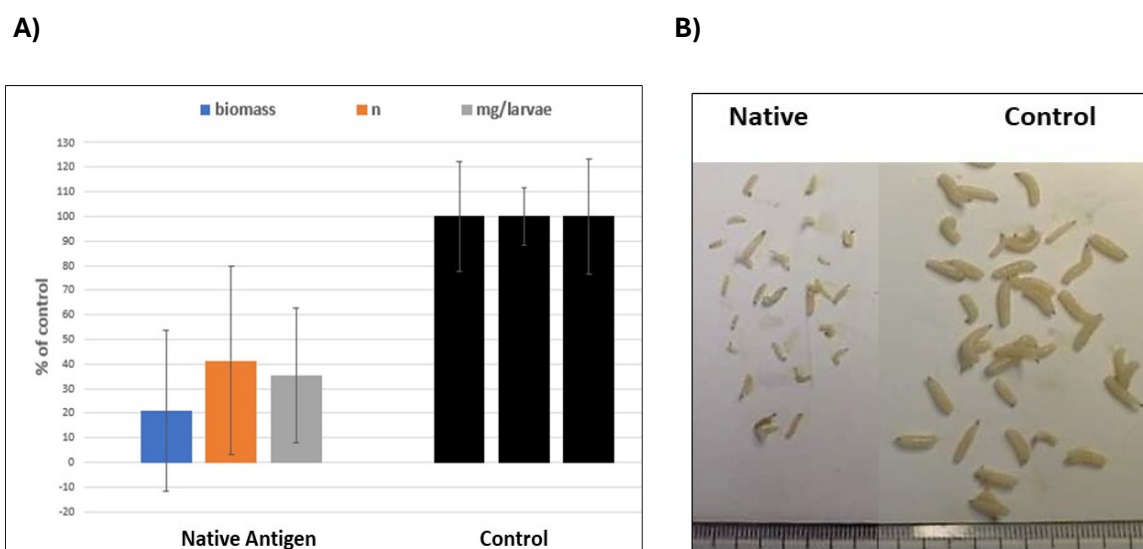 A)
B)
biomass n mg/larvae
% of control
130
120
110
100
90
80
70
60
50
40
30
20
10
0
-10
-20
Native Antigen Control
Native Control